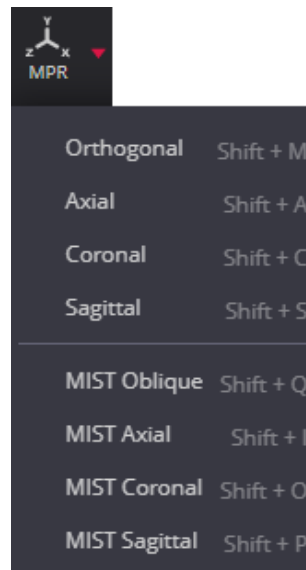 Y
Z X
MPR
Orthogonal Shift + M
Axial Shift + A
Coronal Shift + C
Sagittal Shift + S
MIST Oblique Shift + Q
MIST Axial Shift +
MIST Coronal Shift + O
MIST Sagittal Shift + P